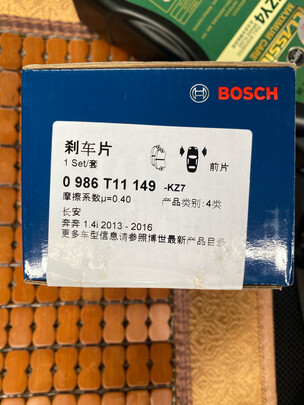 BOSCH
刹车片
1 Set/套
前片
0 986 T11 149 -KZ7
摩擦系数μ=0.40 产品类别: 4类
长安
奔奔 1.4i 2013 - 2016
更多车型信息请参照博世最新产品目录